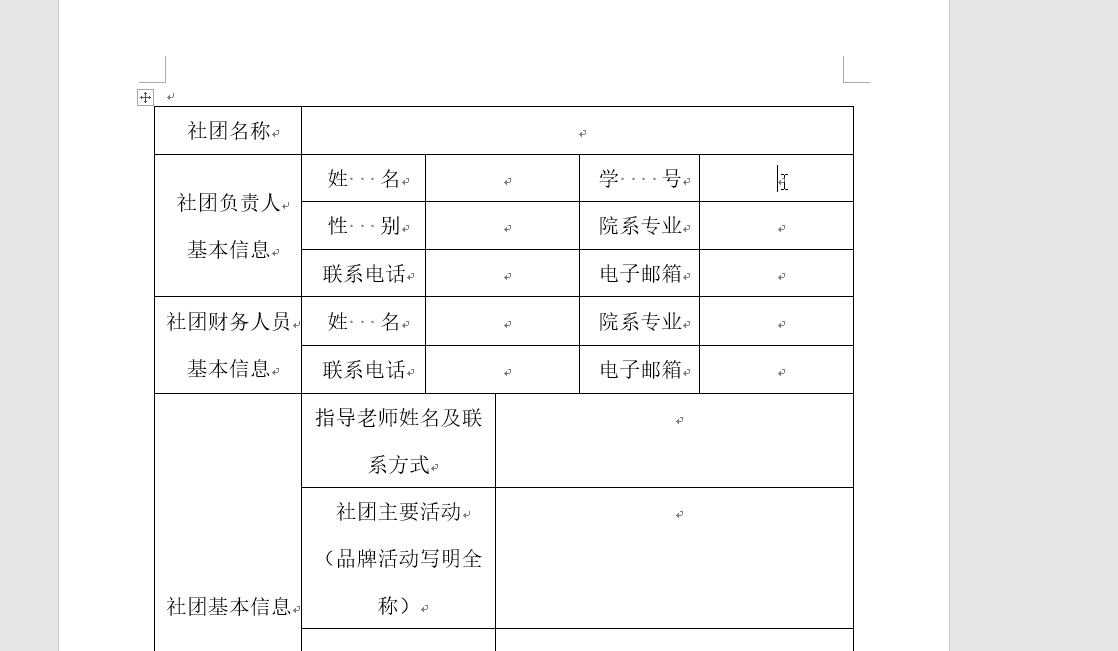 社团名称
社团负责人
基本信息
姓 名
学 号
性 别
院系专业
联系电话
电子邮箱
社团财务人员
基本信息
姓 名
院系专业
联系电话
电子邮箱
社团基本信息
指导老师姓名及联
系方式
社团主要活动
（品牌活动写明全
称）